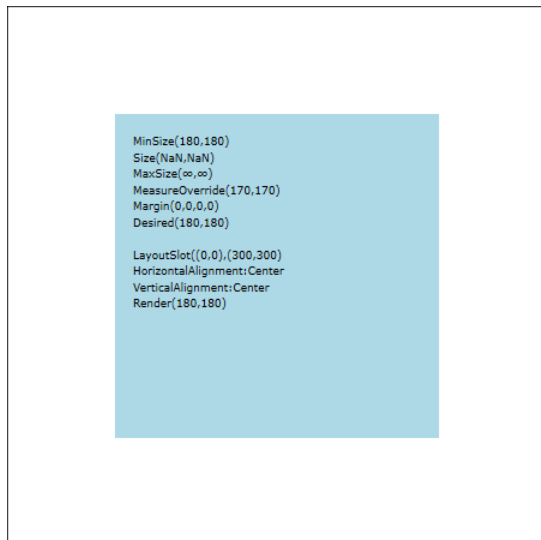 MinSize(180,180)
Size(NaN,NaN)
MaxSize(∞,∞)
MeasureOverride(170,170)
Margin(0,0,0,0)
Desired(180,180)
LayoutSlot((0,0),(300,300)
HorizontalAlignment:Center
VerticalAlignment:Center
Render(180,180)